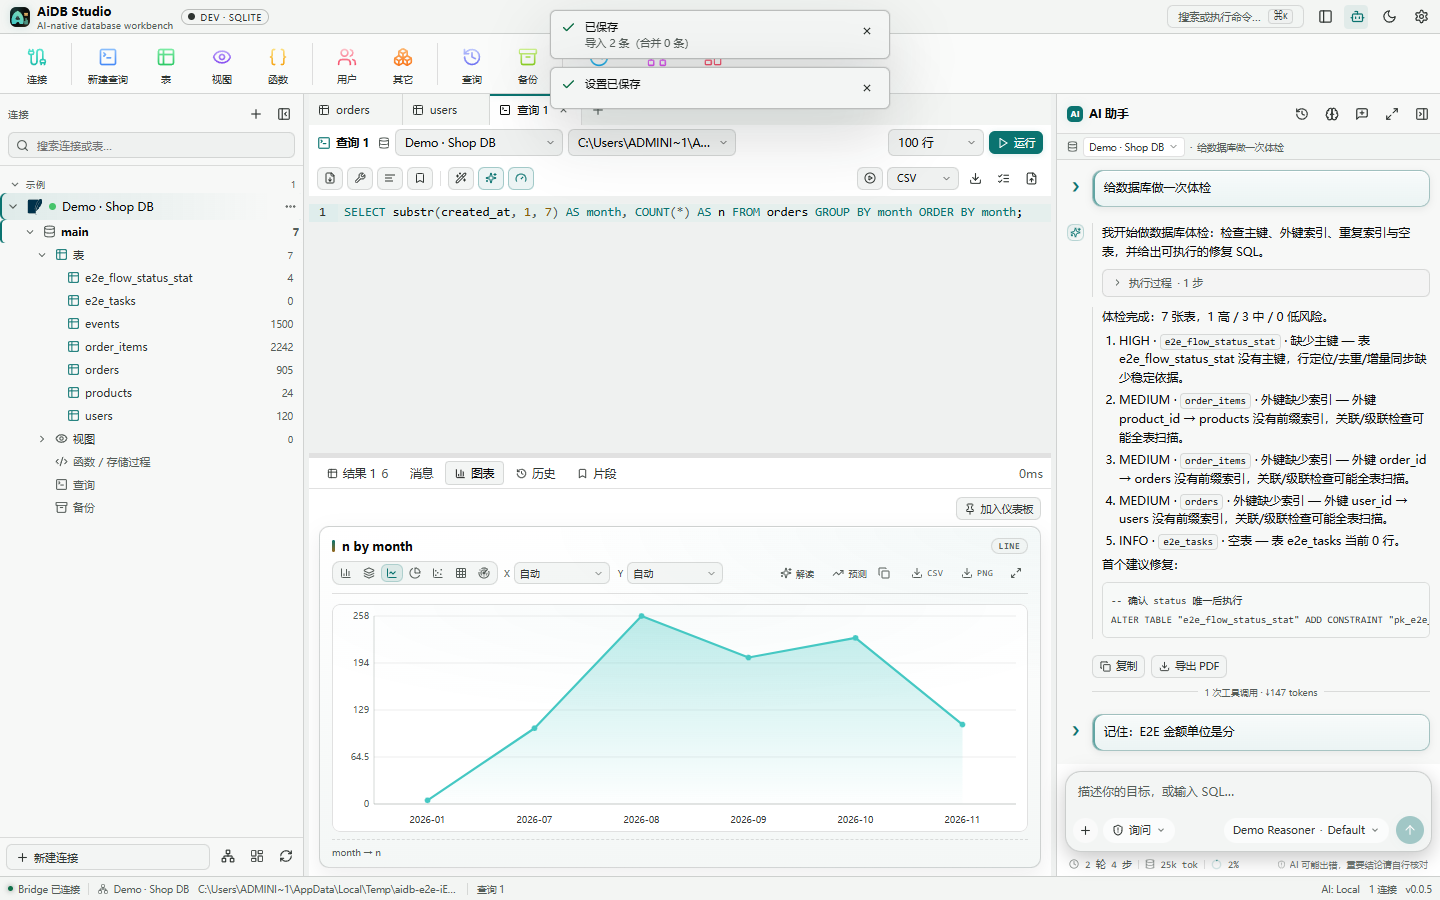 AiDB Studio
AI-native database workbench
DEV · SQLITE
搜索或执行命令...
⌘K
连接
新建查询
表
视图
函数
用户
其它
查询
备份
已保存
导入 2 条（合并 0 条）
设置已保存
连接
搜索连接或表...
示例 1
Demo · Shop DB
main 7
表 7
e2e_flow_status_stat 4
e2e_tasks 0
events 1500
order_items 2242
orders 905
products 24
users 120
视图 0
函数 / 存储过程
查询
备份
新建连接
orders
users
查询 1
查询 1
Demo · Shop DB
C:\Users\ADMINI~1\A...
100 行
运行
CSV
1 SELECT substr(created_at, 1, 7) AS month, COUNT(*) AS n FROM orders GROUP BY month ORDER BY month;
结果 1 6
消息
图表
历史
片段
0ms
加入仪表板
n by month
LINE
X 自动
Y 自动
解读
预测
CSV
PNG
258
194
129
64.5
0
2026-01
2026-07
2026-08
2026-09
2026-10
2026-11
month → n
AI AI 助手
Demo · Shop DB · 给数据库做一次体检
给数据库做一次体检
我开始做数据库体检：检查主键、外键索引、重复索引与空
表，并给出可执行的修复 SQL。
执行过程 · 1 步
体检完成：7 张表，1 高 / 3 中 / 0 低风险。
1. HIGH · e2e_flow_status_stat · 缺少主键 — 表
e2e_flow_status_stat 没有主键，行定位/去重/增量同步缺
少稳定依据。
2. MEDIUM · order_items · 外键缺少索引 — 外键
product_id → products 没有前缀索引，关联/级联检查可
能全表扫描。
3. MEDIUM · order_items · 外键缺少索引 — 外键 order_id
→ orders 没有前缀索引，关联/级联检查可能全表扫描。
4. MEDIUM · orders · 外键缺少索引 — 外键 user_id →
users 没有前缀索引，关联/级联检查可能全表扫描。
5. INFO · e2e_tasks · 空表 — 表 e2e_tasks 当前 0 行。
首个建议修复：
-- 确认 status 唯一后执行
ALTER TABLE "e2e_flow_status_stat" ADD CONSTRAINT "pk_e2e_
复制
导出 PDF
1 次工具调用 · ↓147 tokens
记住：E2E 金额单位是分
描述你的目标，或输入 SQL...
询问
Demo Reasoner · Default
2 轮 4 步
25k tok
2%
AI 可能出错，重要结论请自行核对
Bridge 已连接
Demo · Shop DB
C:\Users\ADMINI~1\AppData\Local\Temp\aidb-e2e-iE...
查询 1
AI: Local
1 连接
v0.0.5